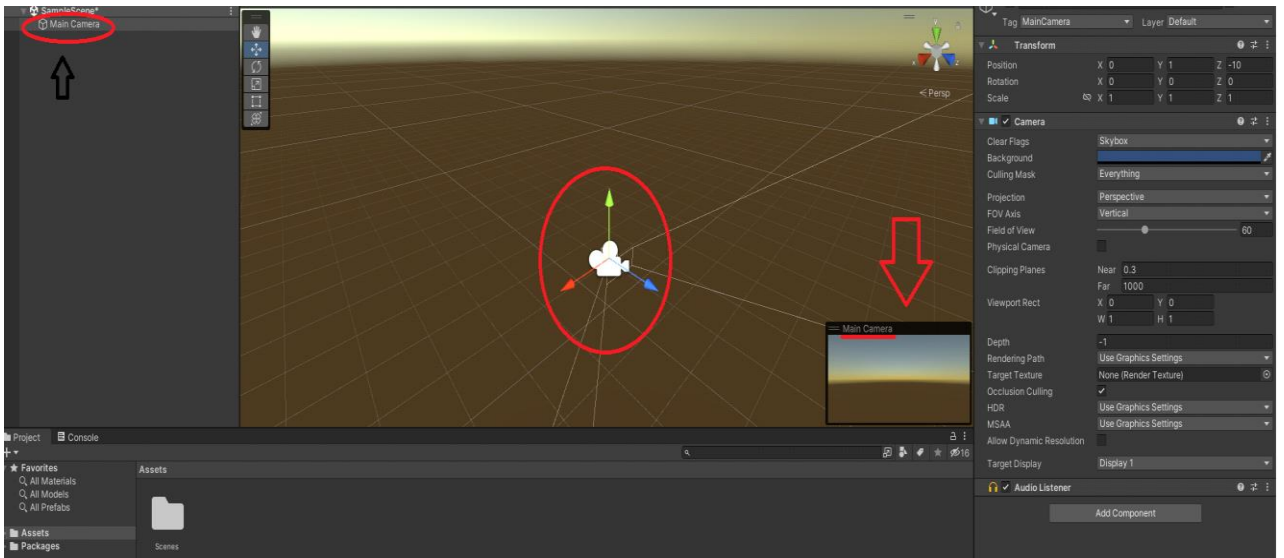 SampleScene*
Main Camera
y
x
z
Persp
Main Camera
Tag MainCamera Layer Default
Transform
Position X 0 Y 1 Z -10
Rotation X 0 Y 0 Z 0
Scale X 1 Y 1 Z 1
Camera
Clear Flags Skybox
Background
Culling Mask Everything
Projection Perspective
FOV Axis Vertical
Field of View 60
Physical Camera
Clipping Planes Near 0.3
Far 1000
Viewport Rect X 0 Y 0
W 1 H 1
Depth -1
Rendering Path Use Graphics Settings
Target Texture None (Render Texture)
Occlusion Culling
HDR Use Graphics Settings
MSAA Use Graphics Settings
Allow Dynamic Resolution
Target Display Display 1
Audio Listener
Add Component
Project Console
16
Favorites
All Materials
All Models
All Prefabs
Assets
Packages
Assets
Scenes